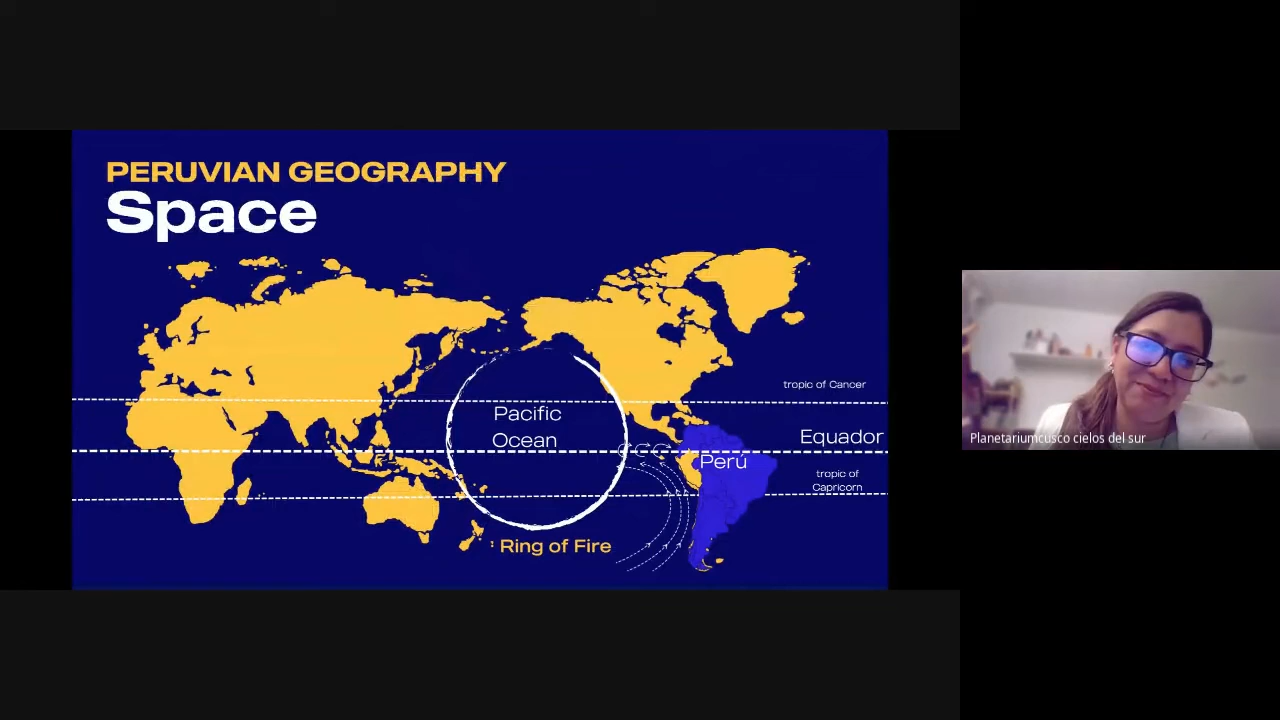 PERUVIAN GEOGRAPHY
Space
tropic of Cancer
Pacific
Ocean
Equador
Perú
tropic of
Capricorn
Ring of Fire
Planetariumcusco cielos del sur